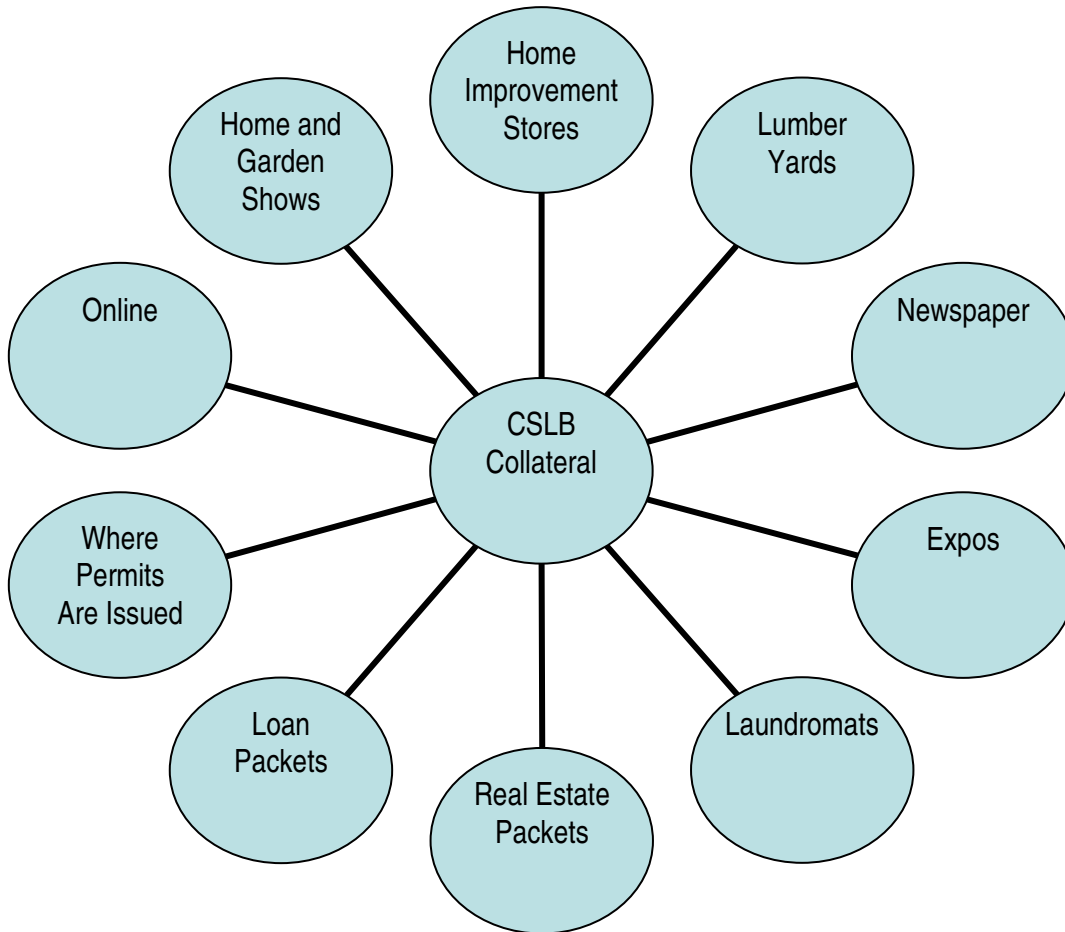 Home
Improvement
Stores
Home and
Garden
Shows
Lumber
Yards
Online
Newspaper
CSLB
Collateral
Where
Permits
Are Issued
Expos
Loan
Packets
Laundromats
Real Estate
Packets